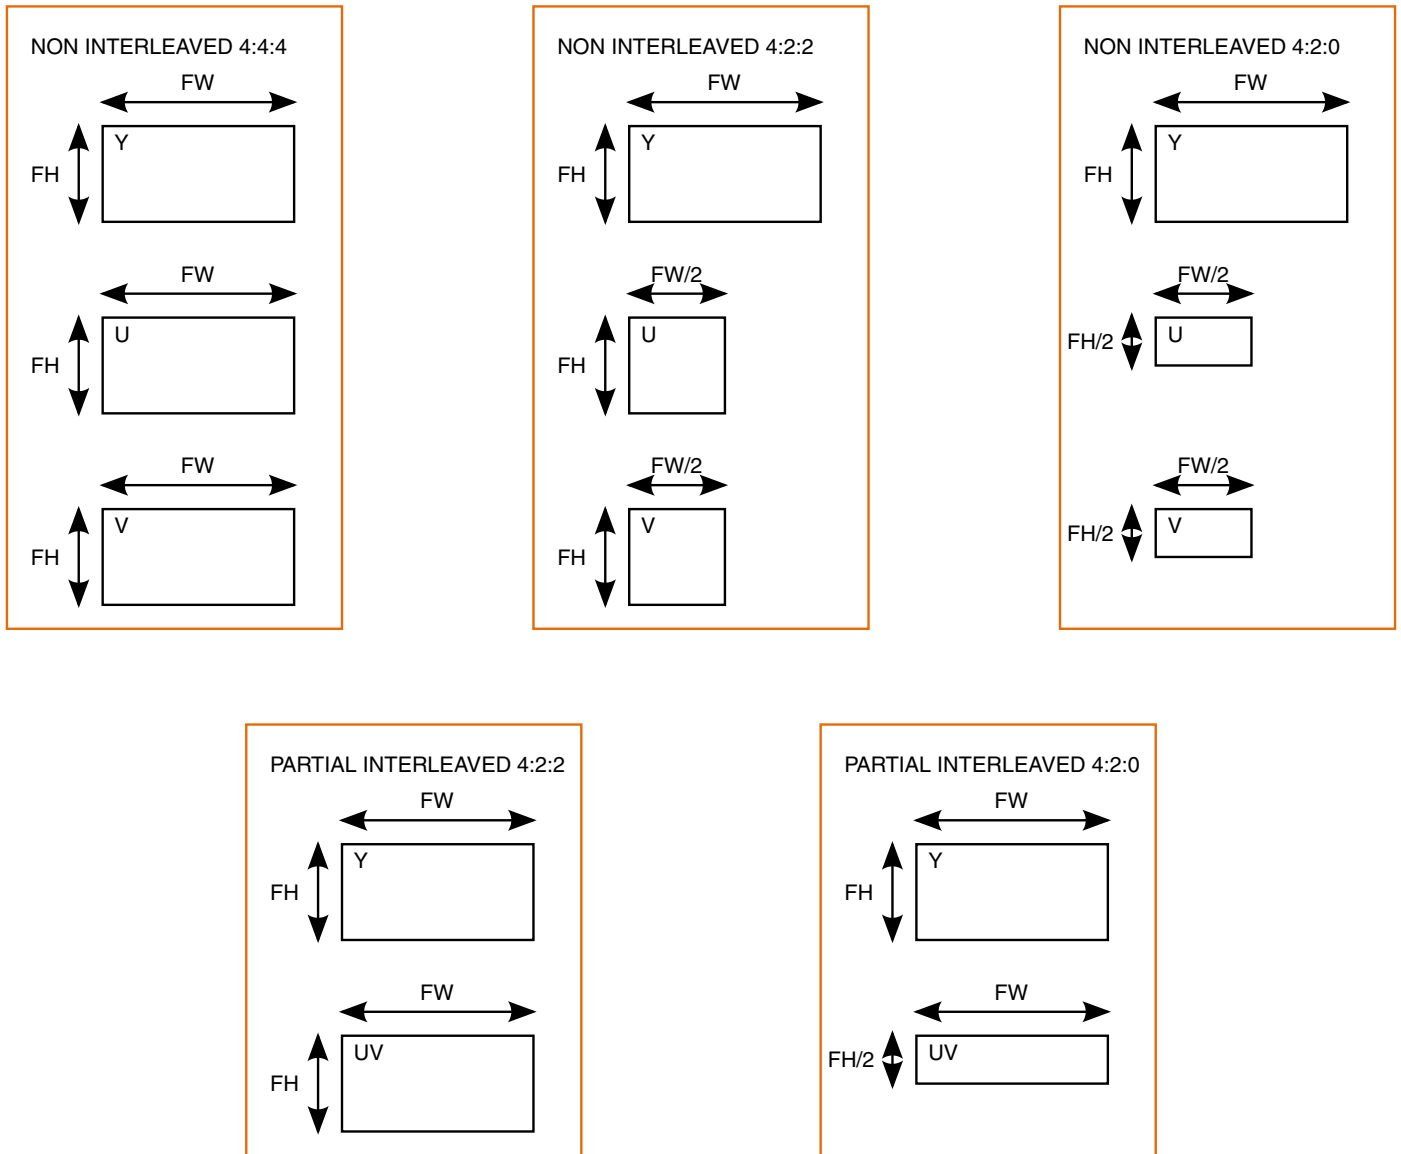 NON INTERLEAVED 4:4:4
FW
FH
Y
FW
FH
U
FW
FH
V
NON INTERLEAVED 4:2:2
FW
FH
Y
FW/2
FH
U
FW/2
FH
V
NON INTERLEAVED 4:2:0
FW
FH
Y
FW/2
FH/2
U
FW/2
FH/2
V
PARTIAL INTERLEAVED 4:2:2
FW
FH
Y
FW
FH
UV
PARTIAL INTERLEAVED 4:2:0
FW
FH
Y
FW
FH/2
UV